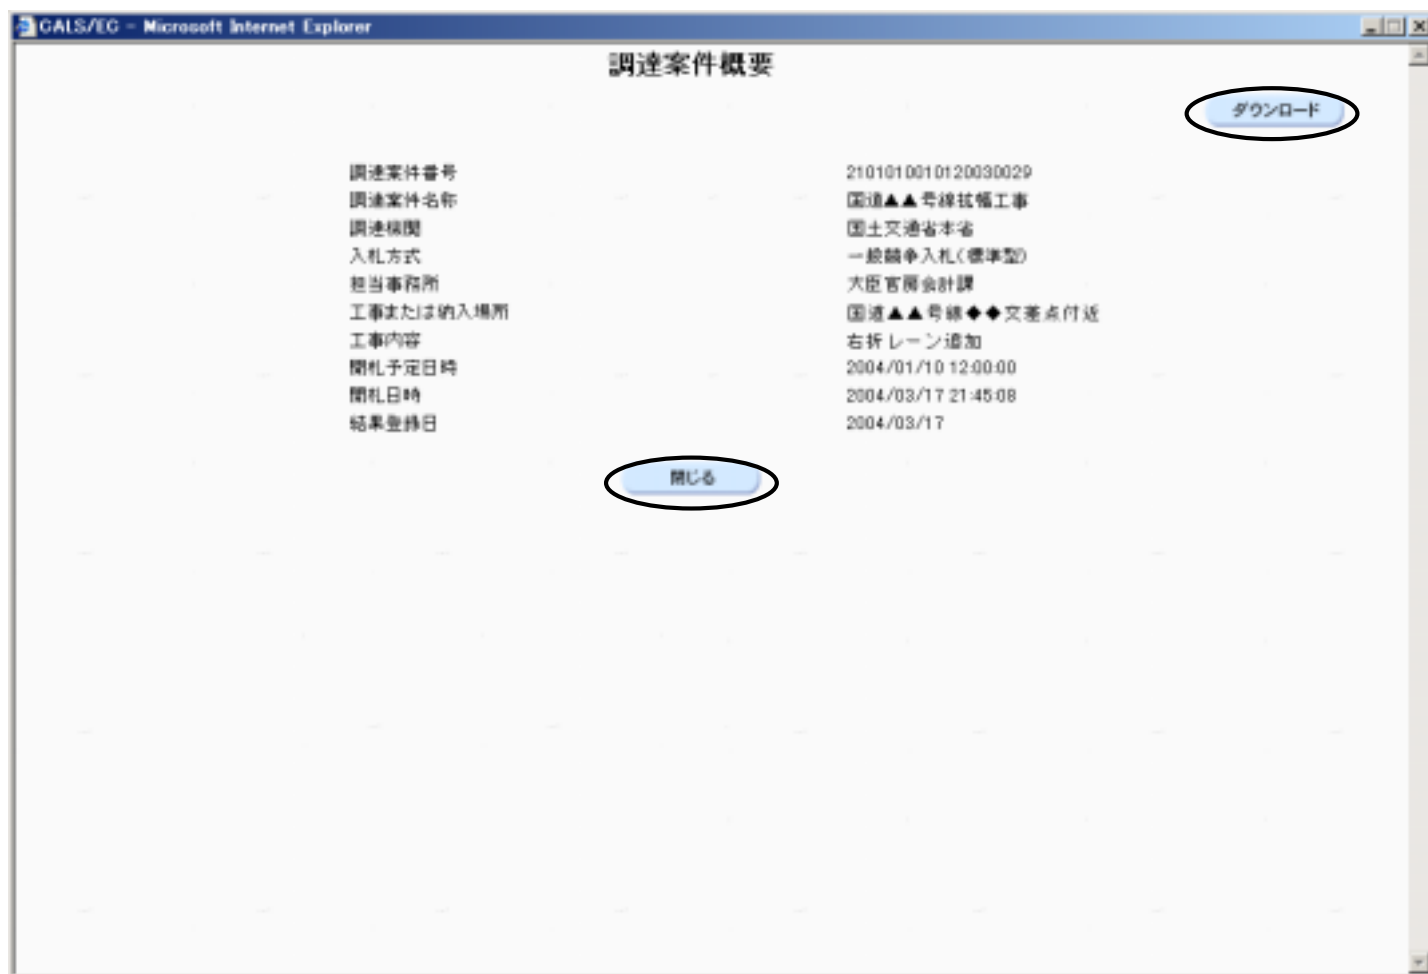 CALS/EC - Microsoft Internet Explorer
調達案件概要
ダウンロード
調達案件番号 2101010010120030029
調達案件名称 国道▲▲号線拡幅工事
調達機関 国土交通省本省
入札方式 一般競争入札(標準型)
担当事務所 大臣官房会計課
工事または納入場所 国道▲▲号線◆◆交差点付近
工事内容 右折レーン追加
開札予定日時 2004/01/10 12:00:00
開札日時 2004/03/17 21:45:08
結果登録日 2004/03/17
閉じる